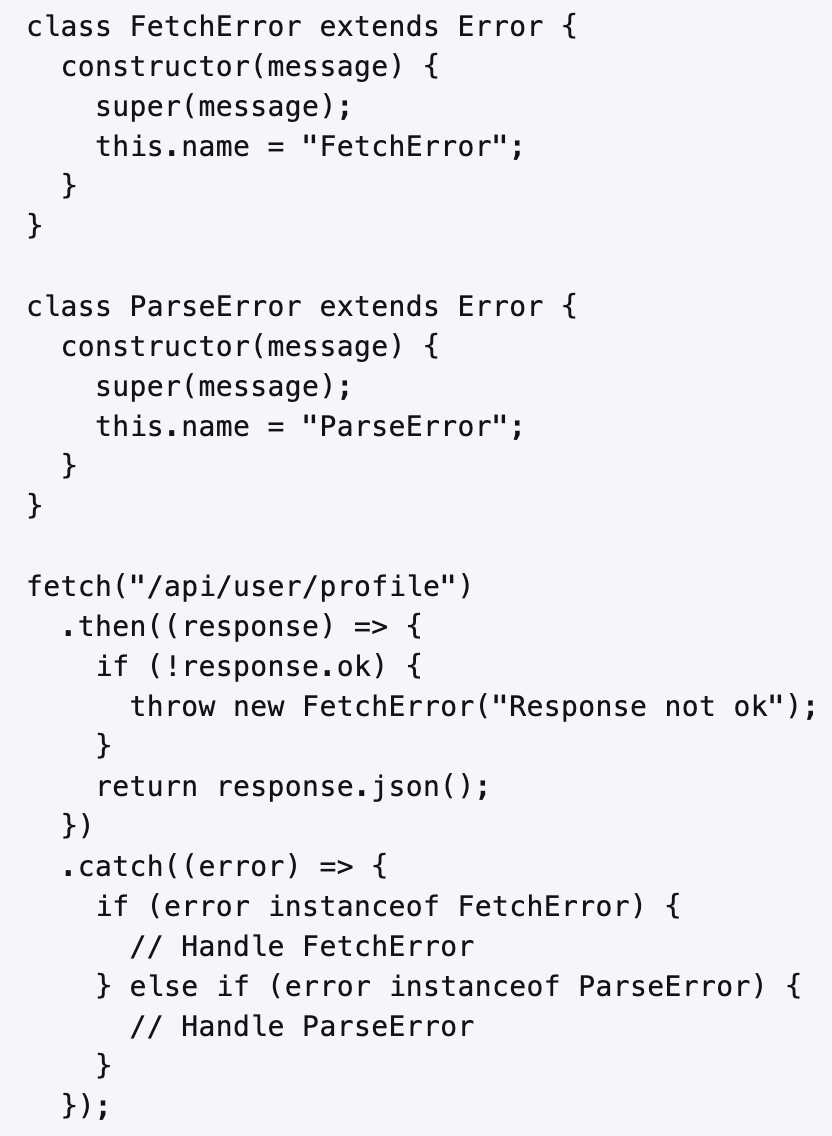 class FetchError extends Error {
  constructor(message) {
    super(message);
    this.name = "FetchError";
  }
}

class ParseError extends Error {
  constructor(message) {
    super(message);
    this.name = "ParseError";
  }
}

fetch("/api/user/profile")
  .then((response) => {
    if (!response.ok) {
      throw new FetchError("Response not ok");
    }
    return response.json();
  })
  .catch((error) => {
    if (error instanceof FetchError) {
      // Handle FetchError
    } else if (error instanceof ParseError) {
      // Handle ParseError
    }
  });